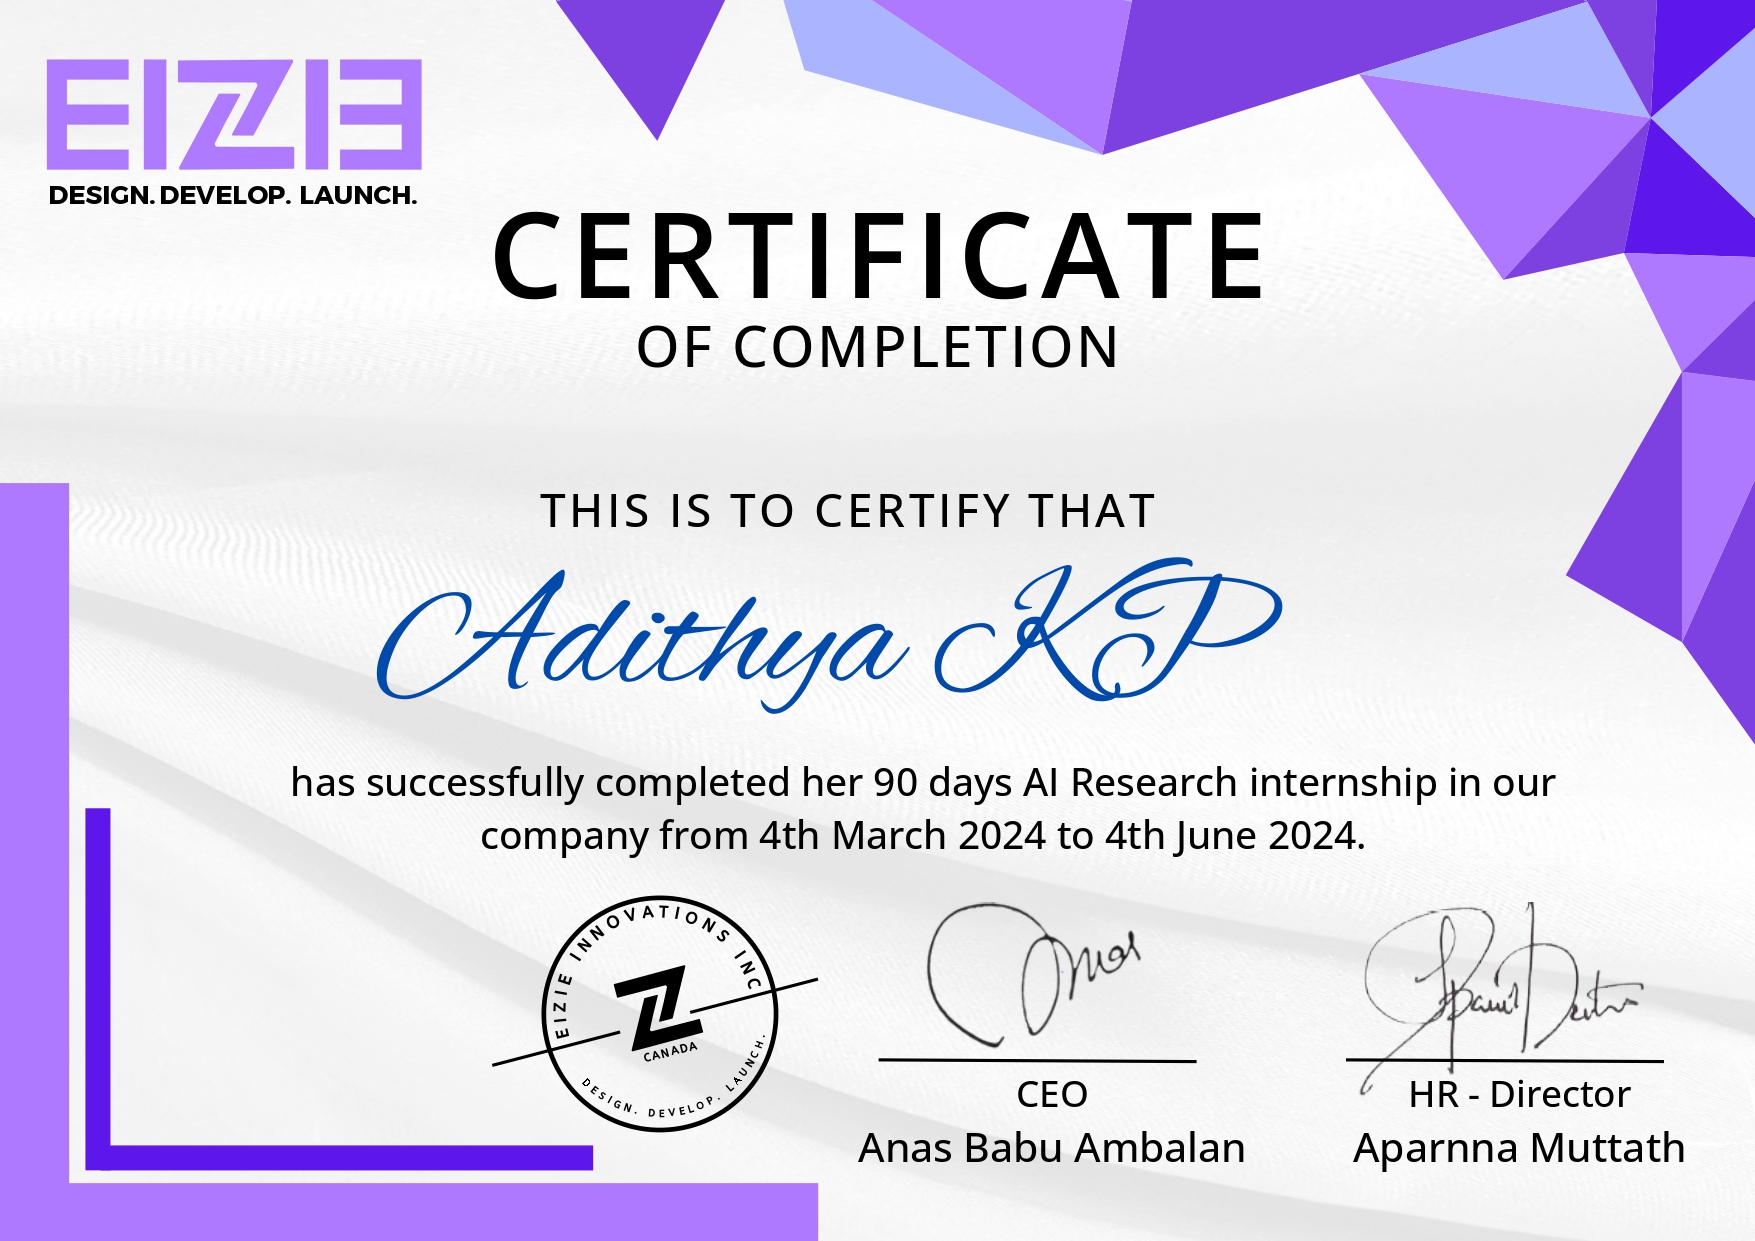 EIZIE
DESIGN. DEVELOP. LAUNCH.
CERTIFICATE
OF COMPLETION
THIS IS TO CERTIFY THAT
Adithya KP
has successfully completed her 90 days AI Research internship in our
company from 4th March 2024 to 4th June 2024.
EIZIE INNOVATIONS INC
CANADA
DESIGN. DEVELOP. LAUNCH.
CEO
Anas Babu Ambalan
HR - Director
Aparnna Muttath